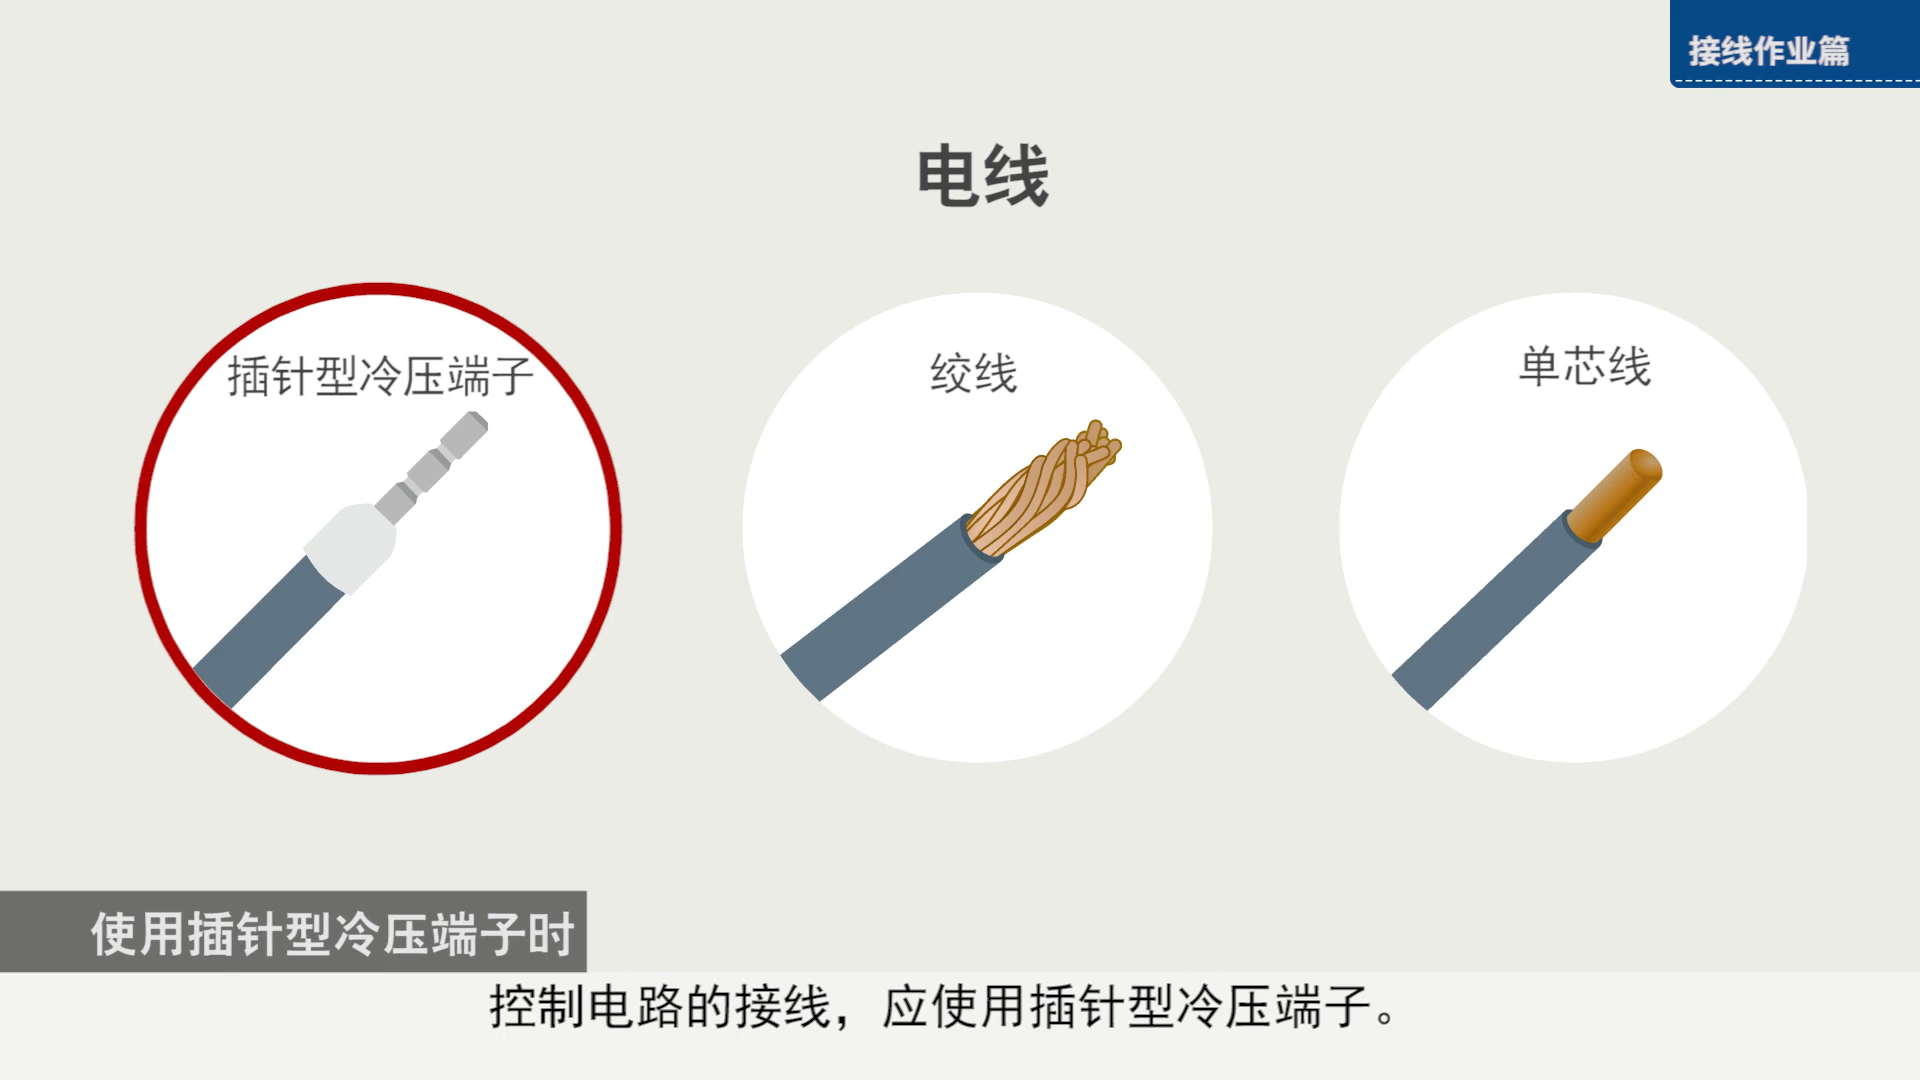 接线作业篇
电线
插针型冷压端子
绞线
单芯线
使用插针型冷压端子时
控制电路的接线，应使用插针型冷压端子。